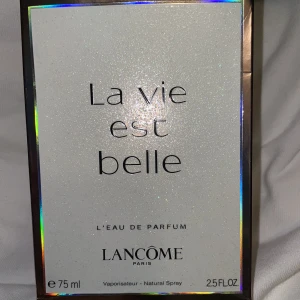 La vie
est
belle
L'EAU DE PARFUM
LANCÔME
PARIS
e 75 ml
Vaporisateur - Natural Spray
2.5 FL.OZ.